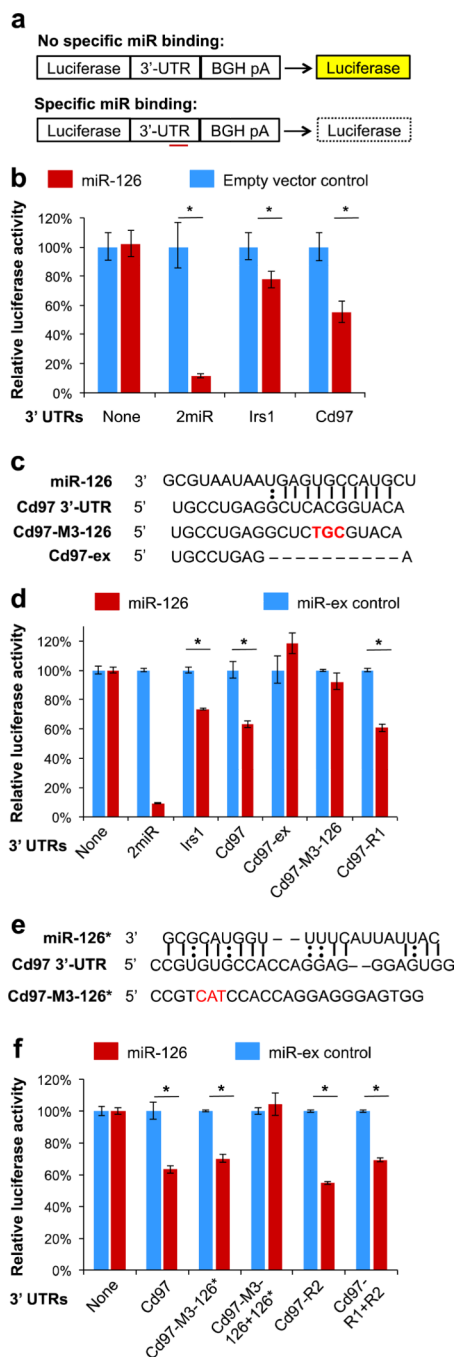 a
No specific miR binding:
Luciferase 3'-UTR BGH pA Luciferase
Specific miR binding:
Luciferase 3'-UTR BGH pA Luciferase
b
miR-126 Empty vector control
Relative luciferase activity
120%
100%
80%
60%
40%
20%
0%
* * *
3' UTRs None 2miR Irs1 Cd97
c
miR-126 3' GCGUAAUAAUGAGUGCCAUGCU
Cd97 3'-UTR 5' UGCCUGAGGCUCACGGUACA
Cd97-M3-126 5' UGCCUGAGGCUCTGCGUACA
Cd97-ex 5' UGCCUGAG – – – – – – – – – – – A
d
miR-126 miR-ex control
Relative luciferase activity
120%
100%
80%
60%
40%
20%
0%
* * *
3' UTRs None 2miR Irs1 Cd97 Cd97-ex Cd97-M3-126 Cd97-R1
e
miR-126* 3' GCGCAUGGU – – UUUCAUUAUUAC
Cd97 3'-UTR 5' CCGUGUGCCACCAGGAG – – GGAGUGG
Cd97-M3-126* 5' CCGTCATCCACCAGGAGGGAGTGG
f
miR-126 miR-ex control
Relative luciferase activity
120%
100%
80%
60%
40%
20%
0%
* * * *
3' UTRs None Cd97 Cd97-M3-126* Cd97-M3-126+126* Cd97-R2 Cd97-R1+R2